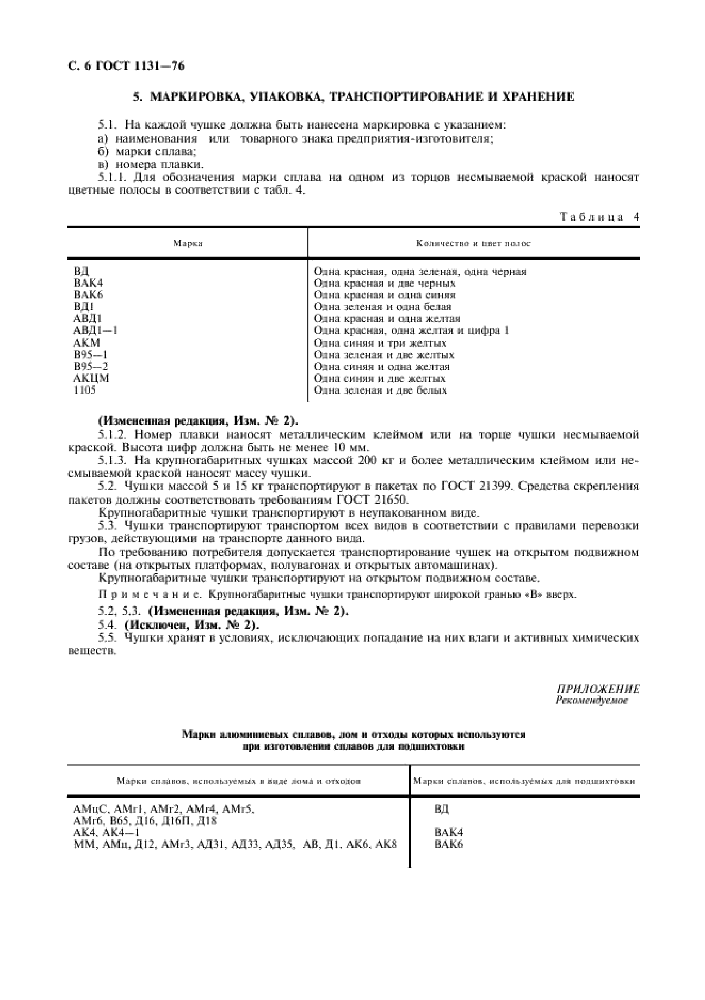 С. 6 ГОСТ 1131—76
5. МАРКИРОВКА, УПАКОВКА, ТРАНСПОРТИРОВАНИЕ И ХРАНЕНИЕ
5.1. На каждой чушке должна быть нанесена маркировка с указанием:
а) наименования или товарного знака предприятия-изготовителя;
б) марки сплава;
в) номера плавки.
5.1.1. Для обозначения марки сплава на одном из торцов несмываемой краской наносят
цветные полосы в соответствии с табл. 4.
Таблица 4
Марка Количество и цвет полос
ВД Одна красная, одна зеленая, одна черная
ВАК4 Одна красная и две черных
ВАК6 Одна красная и одна синяя
ВД1 Одна зеленая и одна белая
АВД1 Одна красная и одна желтая
АВД1—1 Одна красная, одна желтая и цифра 1
АКМ Одна синяя и три желтых
В95—1 Одна зеленая и две желтых
В95—2 Одна синяя и одна желтая
АКЦМ Одна синяя и две желтых
1105 Одна зеленая и две белых
(Измененная редакция, Изм. № 2).
5.1.2. Номер плавки наносят металлическим клеймом или на торце чушки несмываемой
краской. Высота цифр должна быть не менее 10 мм.
5.1.3. На крупногабаритных чушках массой 200 кг и более металлическим клеймом или не-
смываемой краской наносят массу чушки.
5.2. Чушки массой 5 и 15 кг транспортируют в пакетах по ГОСТ 21399. Средства скрепления
пакетов должны соответствовать требованиям ГОСТ 21650.
Крупногабаритные чушки транспортируют в неупакованном виде.
5.3. Чушки транспортируют транспортом всех видов в соответствии с правилами перевозки
грузов, действующими на транспорте данного вида.
По требованию потребителя допускается транспортирование чушек на открытом подвижном
составе (на открытых платформах, полувагонах и открытых автомашинах).
Крупногабаритные чушки транспортируют на открытом подвижном составе.
Примечание. Крупногабаритные чушки транспортируют широкой гранью «В» вверх.
5.2, 5.3. (Измененная редакция, Изм. № 2).
5.4. (Исключен, Изм. № 2).
5.5. Чушки хранят в условиях, исключающих попадание на них влаги и активных химических
веществ.
ПРИЛОЖЕНИЕ
Рекомендуемое
Марки алюминиевых сплавов, лом и отходы которых используются
при изготовлении сплавов для подшихтовки
Марки сплавов, используемых в виде лома и отходов Марки сплавов, используемых для подшихтовки
АМцС, АМг1, АМг2, АМг4, АМг5, ВД
АМг6, В65, Д16, Д16П, Д18
АК4, АК4—1 ВАК4
ММ, АМц, Д12, АМг3, АД31, АД33, АД35, АВ, Д1, АК6, АК8 ВАК6